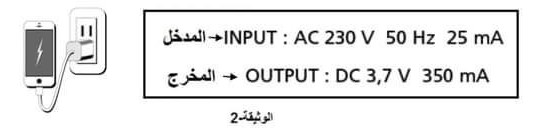 المدخل→INPUT : AC 230 V 50 Hz 25 mA
المخرج → OUTPUT : DC 3,7 V 350 mA
الوثيقة-2